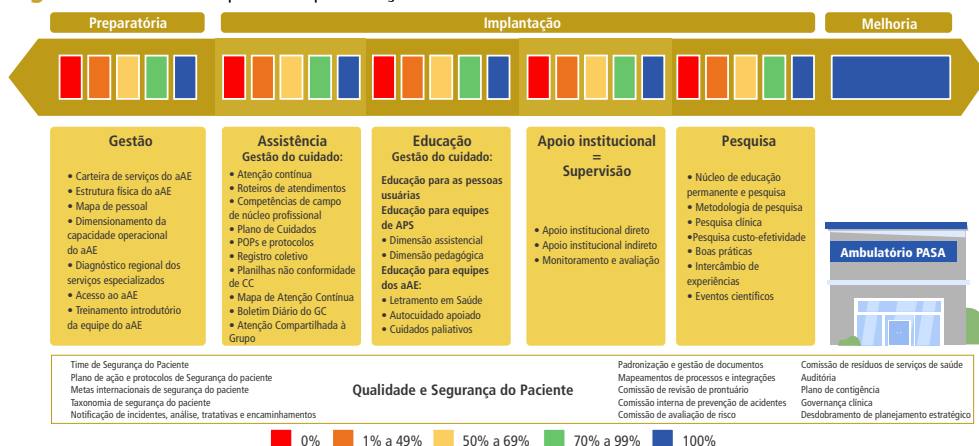 Preparatória
Implantação
Melhoria
Gestão
• Carteira de serviços do aAE
• Estrutura física do aAE
• Mapa de pessoal
• Dimensionamento da
capacidade operacional
do aAE
• Diagnóstico regional dos
serviços especializados
• Acesso ao aAE
• Treinamento introdutório
da equipe do aAE
Assistência
Gestão do cuidado:
• Atenção contínua
• Roteiros de atendimentos
• Competências de campo
de núcleo profissional
• Plano de Cuidados
• POPs e protocolos
• Registro coletivo
• Planilhas não conformidade
de CC
• Mapa de Atenção Contínua
• Boletim Diário do GC
• Atenção Compartilhada à
Grupo
Educação
Gestão do cuidado:
Educação para as pessoas
usuárias
Educação para equipes
de APS
• Dimensão assistencial
• Dimensão pedagógica
Educação para equipes
dos aAE:
• Letramento em Saúde
• Autocuidado apoiado
• Cuidados paliativos
Apoio institucional
=
Supervisão
• Apoio institucional direto
• Apoio institucional indireto
• Monitoramento e avaliação
Pesquisa
• Núcleo de educação
permanente e pesquisa
• Metodologia de pesquisa
• Pesquisa clínica
•Pesquisa custo-efetividade
• Boas práticas
• Intercâmbio de
experiências
• Eventos científicos
Ambulatório PASA
Time de Segurança do Paciente
Plano de ação e protocolos de Segurança do paciente
Metas internacionais de segurança do paciente
Taxonomia de segurança do paciente
Notificação de incidentes, análise, tratativas e encaminhamentos
Qualidade e Segurança do Paciente
Padronização e gestão de documentos
Mapeamentos de processos e integrações
Comissão de revisão de prontuário
Comissão interna de prevenção de acidentes
Comissão de avaliação de risco
Comissão de resíduos de serviços de saúde
Auditória
Plano de contigência
Governança clínica
Desdobramento de planejamento estratégico
0%
1% a 49%
50% a 69%
70% a 99%
100%